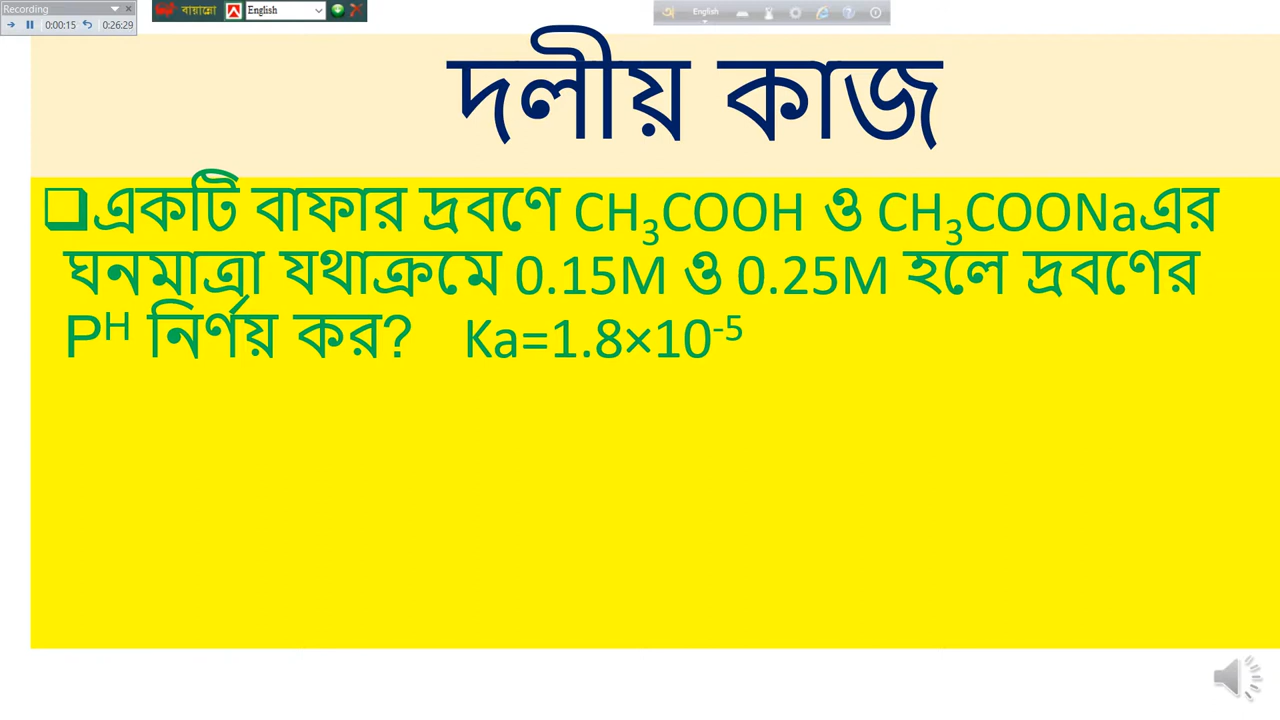 Recording
0:00:15 0:26:29
বায়ান্নো English
অ English
দলীয় কাজ
একটি বাফার দ্রবণে CH₃COOH ও CH₃COONaএর
ঘনমাত্রা যথাক্রমে 0.15M ও 0.25M হলে দ্রবণের
Pᴴ নির্ণয় কর? Ka=1.8×10⁻⁵